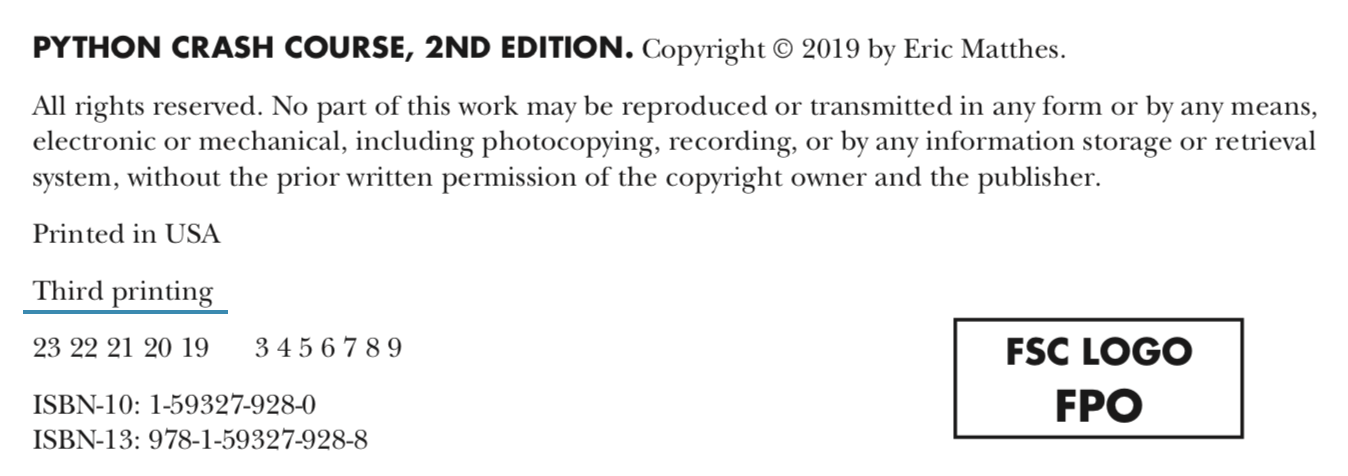 PYTHON CRASH COURSE, 2ND EDITION. Copyright © 2019 by Eric Matthes.
All rights reserved. No part of this work may be reproduced or transmitted in any form or by any means,
electronic or mechanical, including photocopying, recording, or by any information storage or retrieval
system, without the prior written permission of the copyright owner and the publisher.
Printed in USA
Third printing
23 22 21 20 19 3 4 5 6 7 8 9
ISBN-10: 1-59327-928-0
ISBN-13: 978-1-59327-928-8
FSC LOGO
FPO